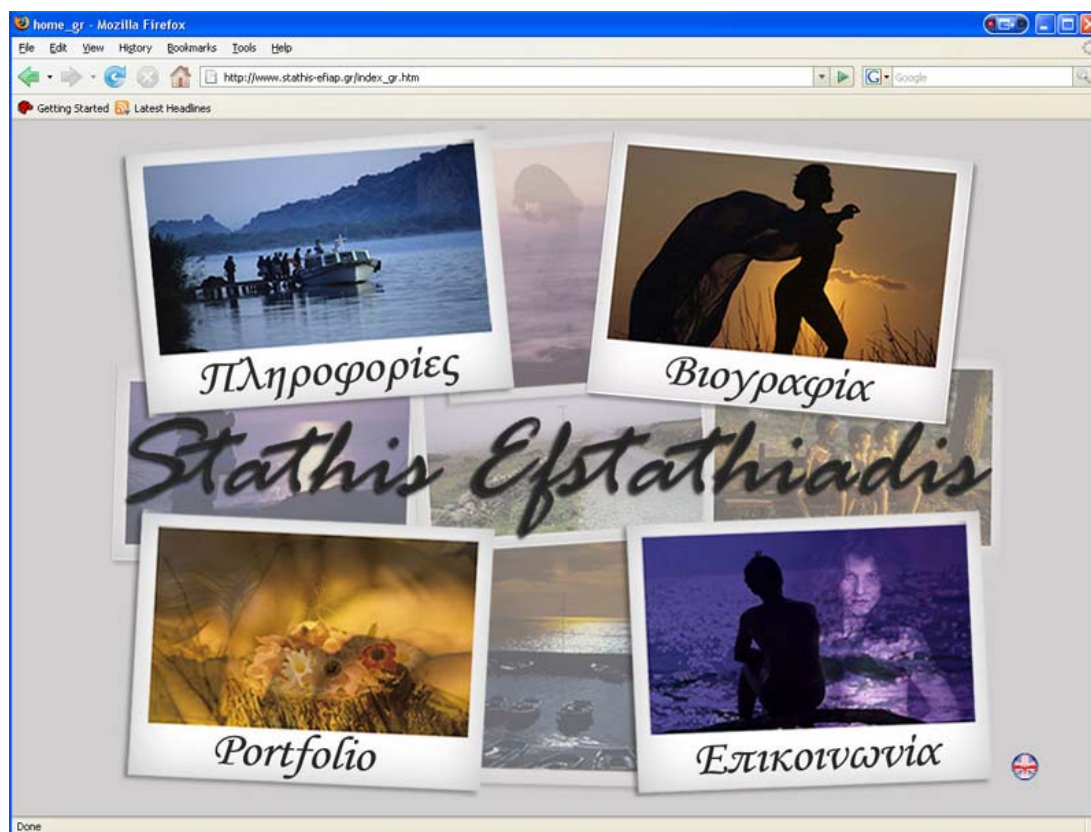 home_gr - Mozilla Firefox
File Edit View History Bookmarks Tools Help
http://www.stathis-efiap.gr/index_gr.htm
G Google
Getting Started Latest Headlines
Πληροφορίες
Βιογραφία
Stathis Efstathiadis
Portfolio
Επικοινωνία
Done